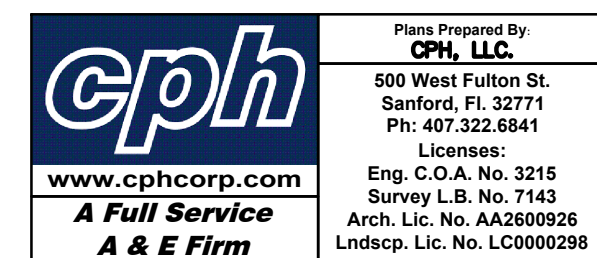 cph
www.cphcorp.com
A Full Service
A & E Firm
Plans Prepared By:
CPH, LLC.
500 West Fulton St.
Sanford, Fl. 32771
Ph: 407.322.6841
Licenses:
Eng. C.O.A. No. 3215
Survey L.B. No. 7143
Arch. Lic. No. AA2600926
Lndscp. Lic. No. LC0000298